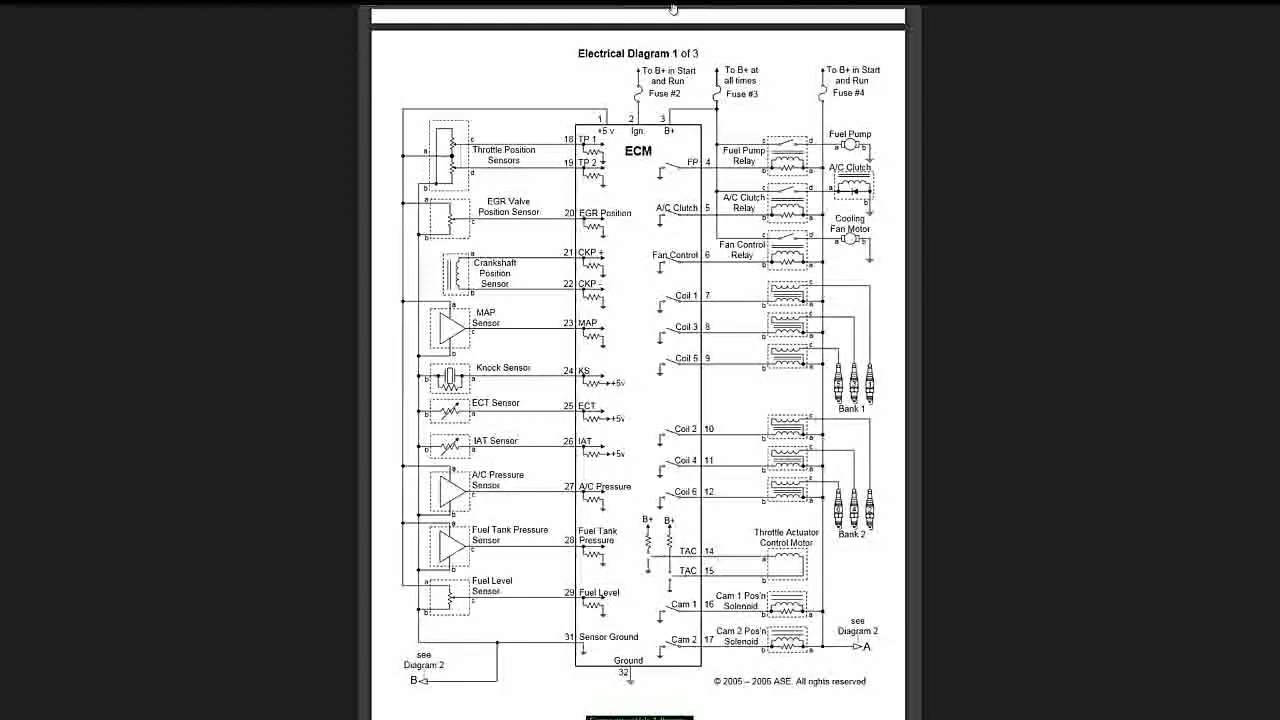 Electrical Diagram 1 of 3
To B+ in Start
and Run
Fuse #2
To B+ at
all times
Fuse #3
To B+ in Start
and Run
Fuse #4
1
2
3
+5 v
Ign.
B+
ECM
Throttle Position
Sensors
a
b
c
d
18
TP 1
19
TP 2
EGR Valve
Position Sensor
a
b
c
20
EGR Position
Crankshaft
Position
Sensor
a
b
21
CKP +
22
CKP -
MAP
Sensor
a
b
c
23
MAP
Knock Sensor
b
a
24
KS
+5v
ECT Sensor
b
a
25
ECT
+5v
IAT Sensor
b
a
26
IAT
+5v
A/C Pressure
Sensor
a
b
c
27
A/C Pressure
Fuel Tank Pressure
Sensor
a
b
c
28
Fuel Tank
Pressure
Fuel Level
Sensor
a
b
c
29
Fuel Level
31
Sensor Ground
Ground
32
see
Diagram 2
B
FP
4
Fuel Pump
Relay
c
d
b
a
Fuel Pump
a
b
A/C Clutch
5
A/C Clutch
Relay
c
d
b
a
A/C Clutch
a
b
Fan Control
6
Fan Control
Relay
c
d
b
a
Cooling
Fan Motor
a
b
Coil 1
7
b
c
a
Coil 3
8
b
c
a
Coil 5
9
b
c
a
Bank 1
Coil 2
10
b
c
a
Coil 4
11
b
c
a
Coil 6
12
b
c
a
Bank 2
B+
B+
TAC
14
TAC
15
Throttle Actuator
Control Motor
a
b
Cam 1
16
Cam 1 Pos'n
Solenoid
b
a
Cam 2
17
Cam 2 Pos'n
Solenoid
b
a
see
Diagram 2
A
© 2005 – 2006 ASE. All rights reserved